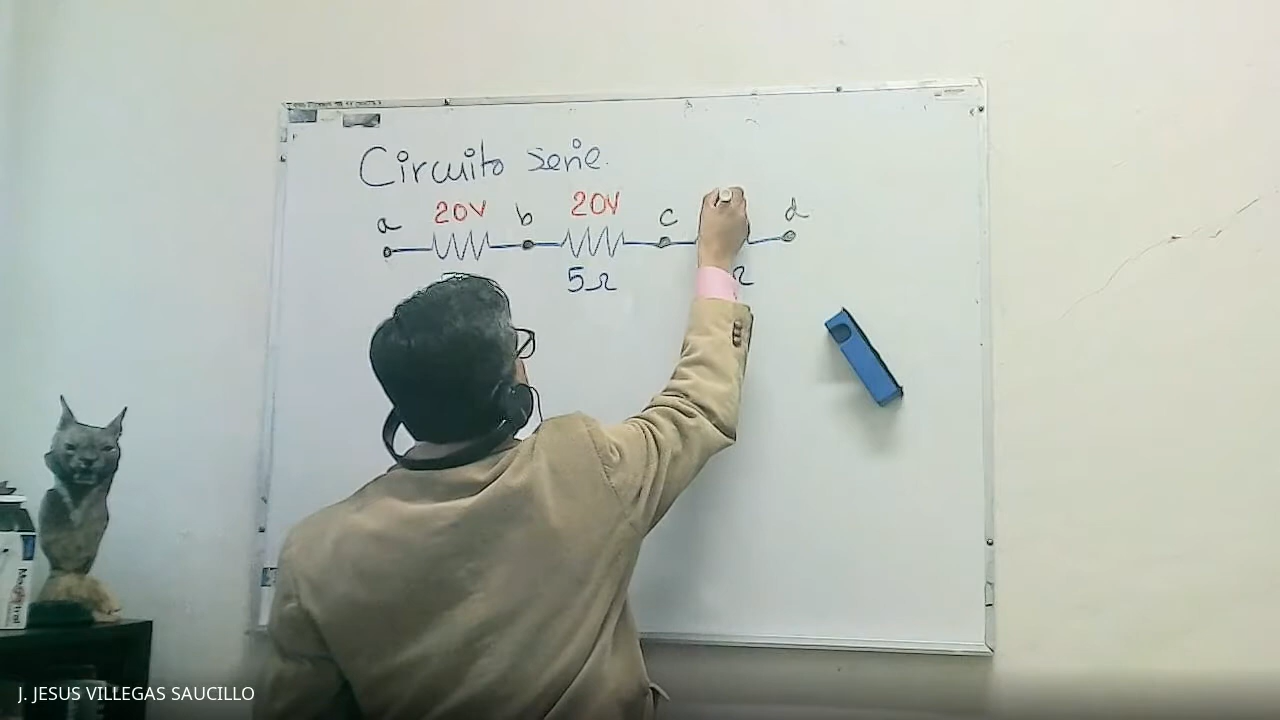 Circuito serie.
20V 20V
a b c d
5Ω Ω
J. JESUS VILLEGAS SAUCILLO